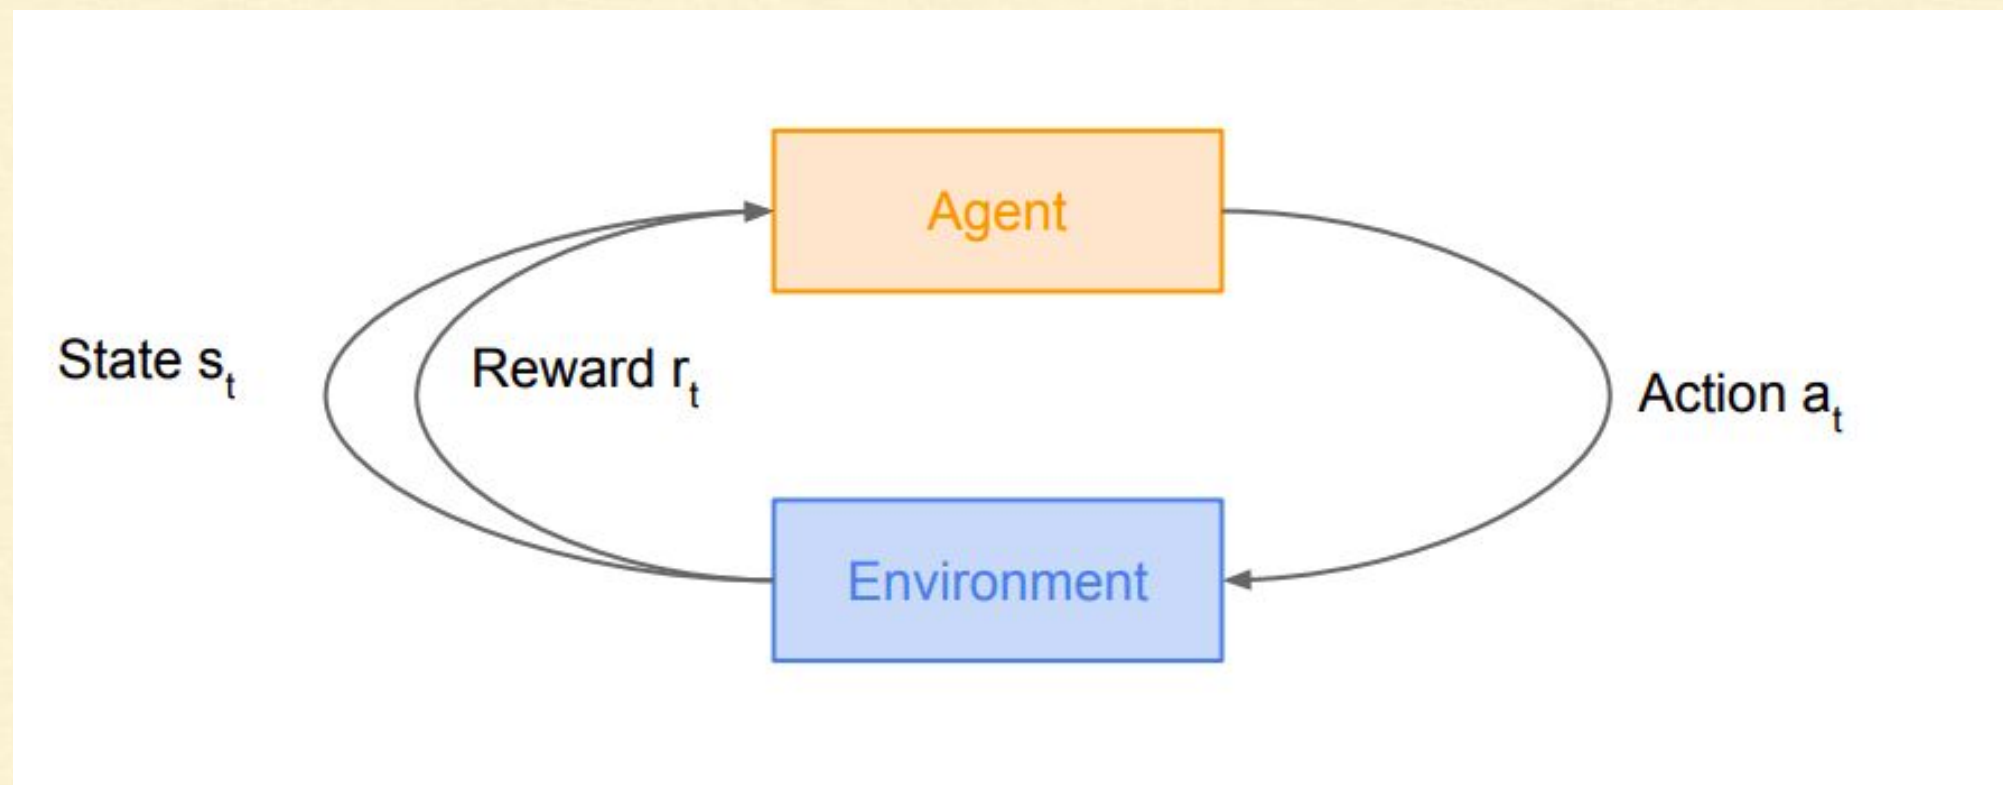 Agent
State sₜ
Reward rₜ
Action aₜ
Environment